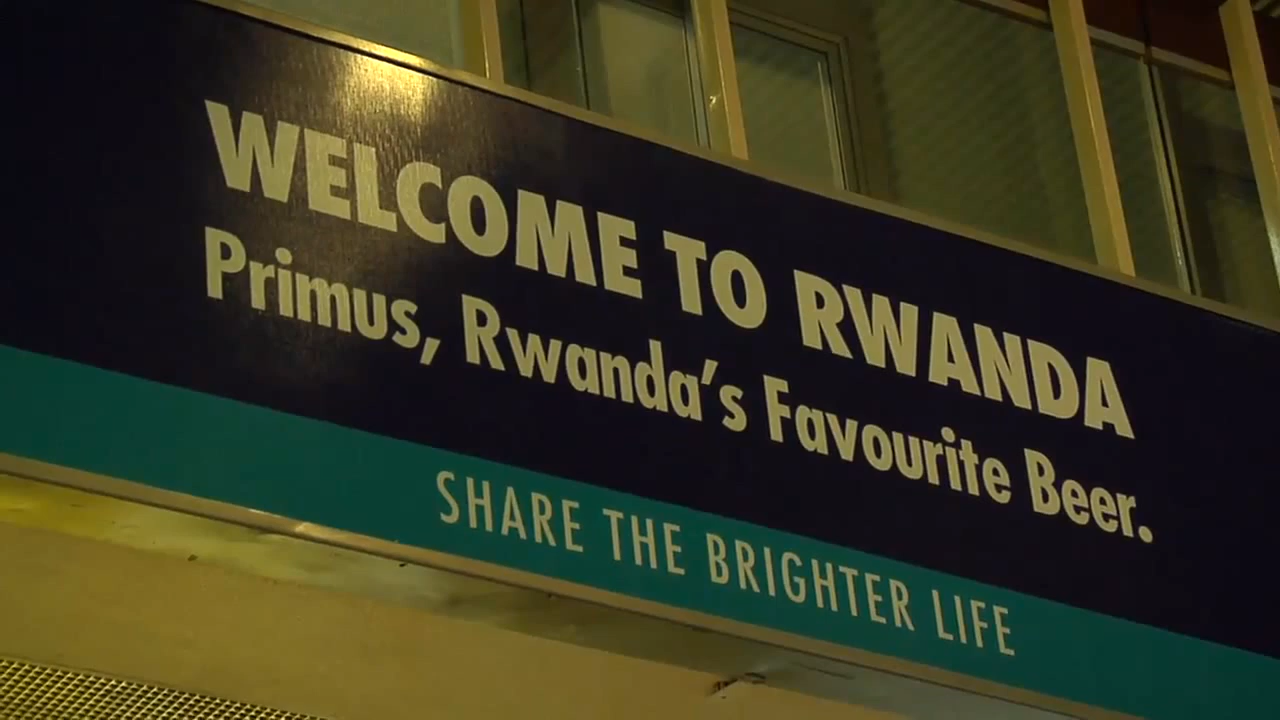 WELCOME TO RWANDA
Primus, Rwanda's Favourite Beer.
SHARE THE BRIGHTER LIFE